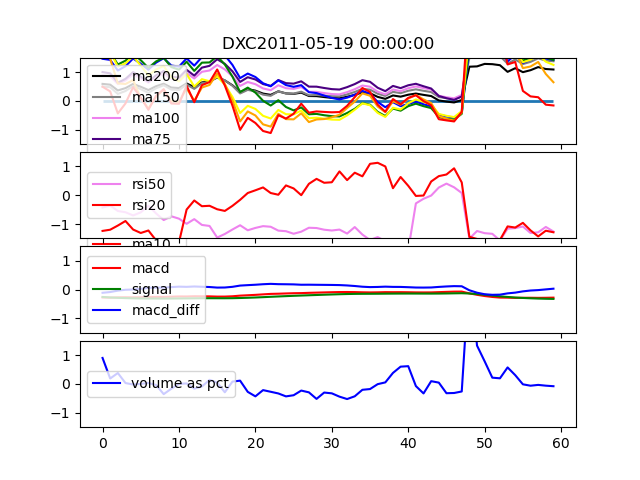 DXC2011-05-19 00:00:00
1
0
−1
ma200
ma150
ma100
ma75
1
0
−1
rsi50
rsi20
ma10
1
0
−1
macd
signal
macd_diff
1
0
−1
volume as pct
0 10 20 30 40 50 60